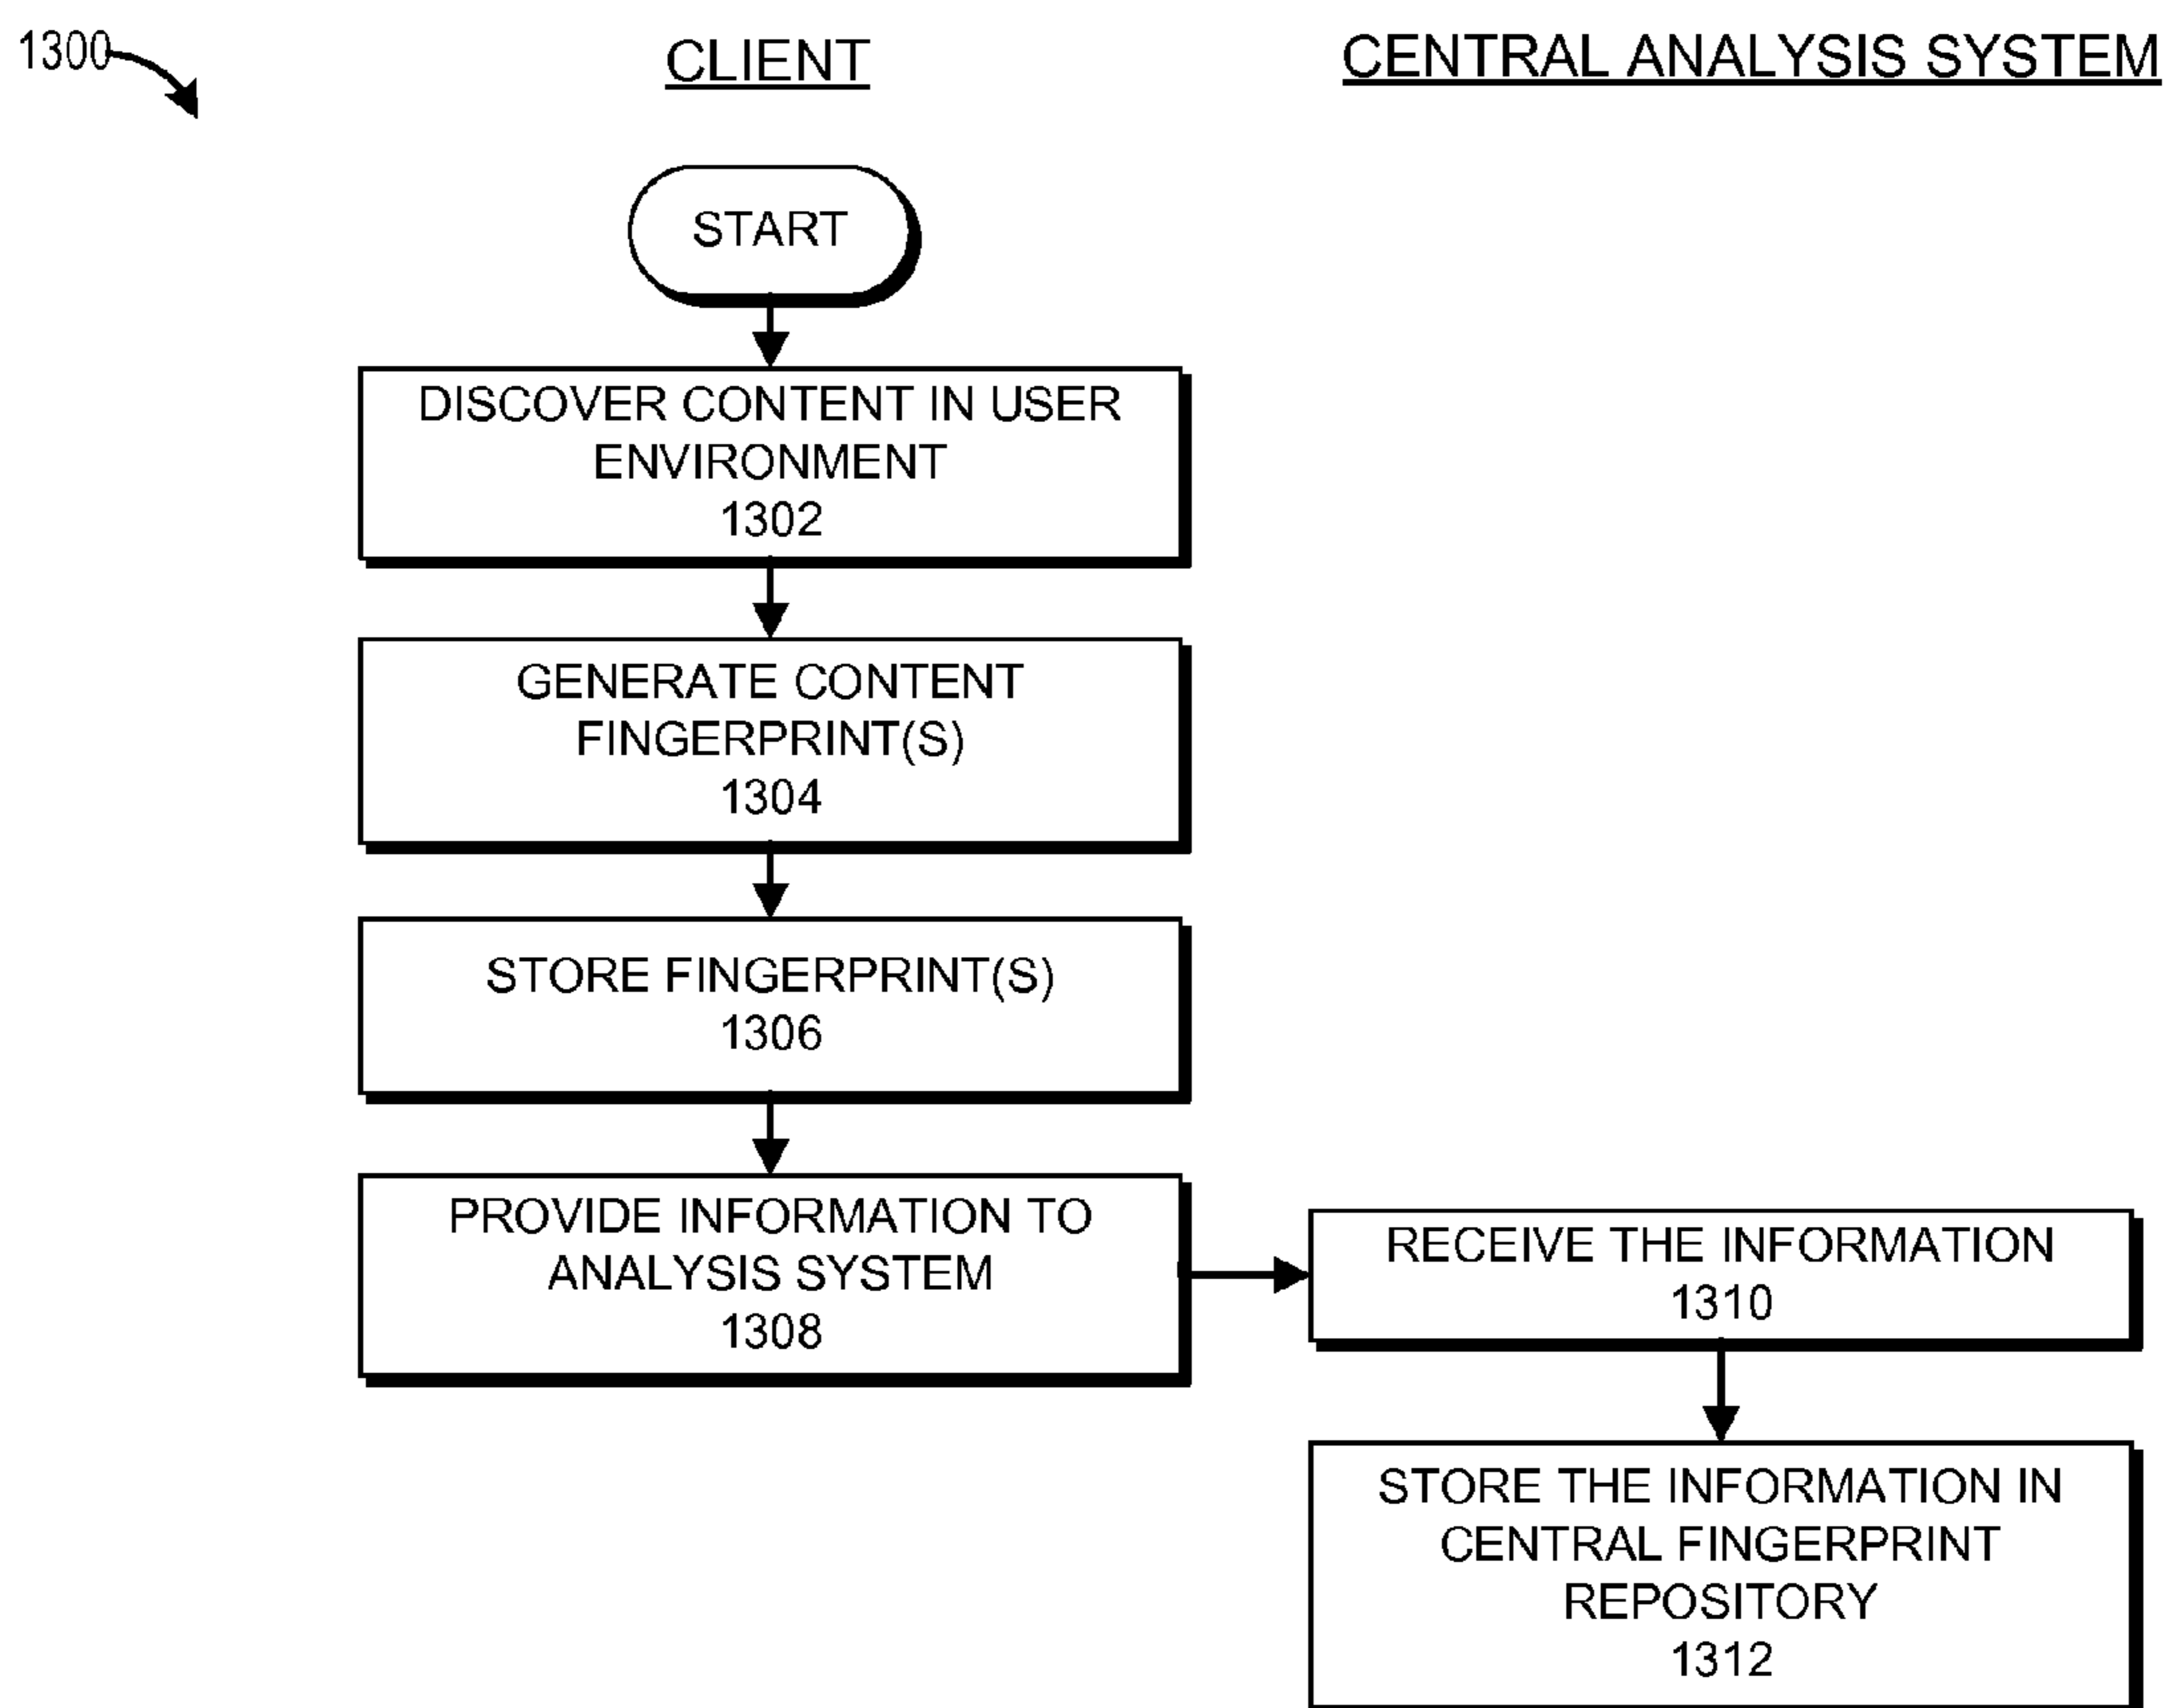 1300
CLIENT
CENTRAL ANALYSIS SYSTEM
START
DISCOVER CONTENT IN USER
ENVIRONMENT
1302
GENERATE CONTENT
FINGERPRINT(S)
1304
STORE FINGERPRINT(S)
1306
PROVIDE INFORMATION TO
ANALYSIS SYSTEM
1308
RECEIVE THE INFORMATION
1310
STORE THE INFORMATION IN
CENTRAL FINGERPRINT
REPOSITORY
1312